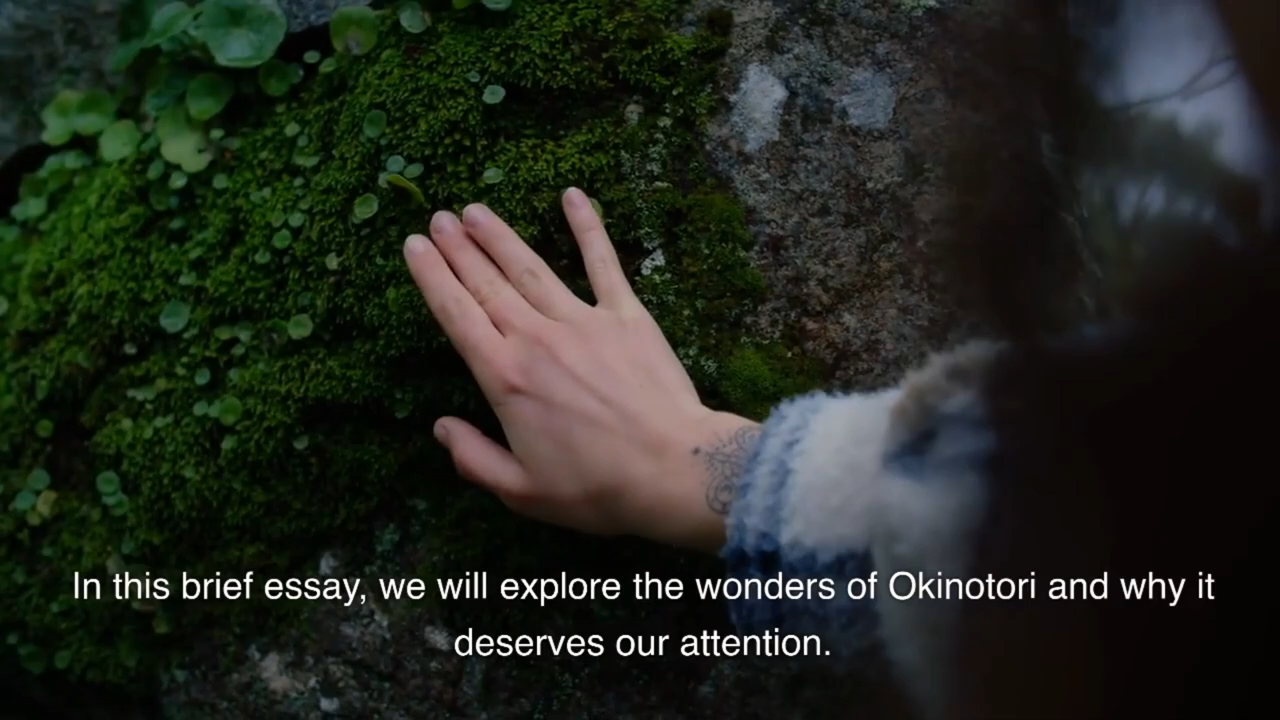 In this brief essay, we will explore the wonders of Okinotori and why it
deserves our attention.